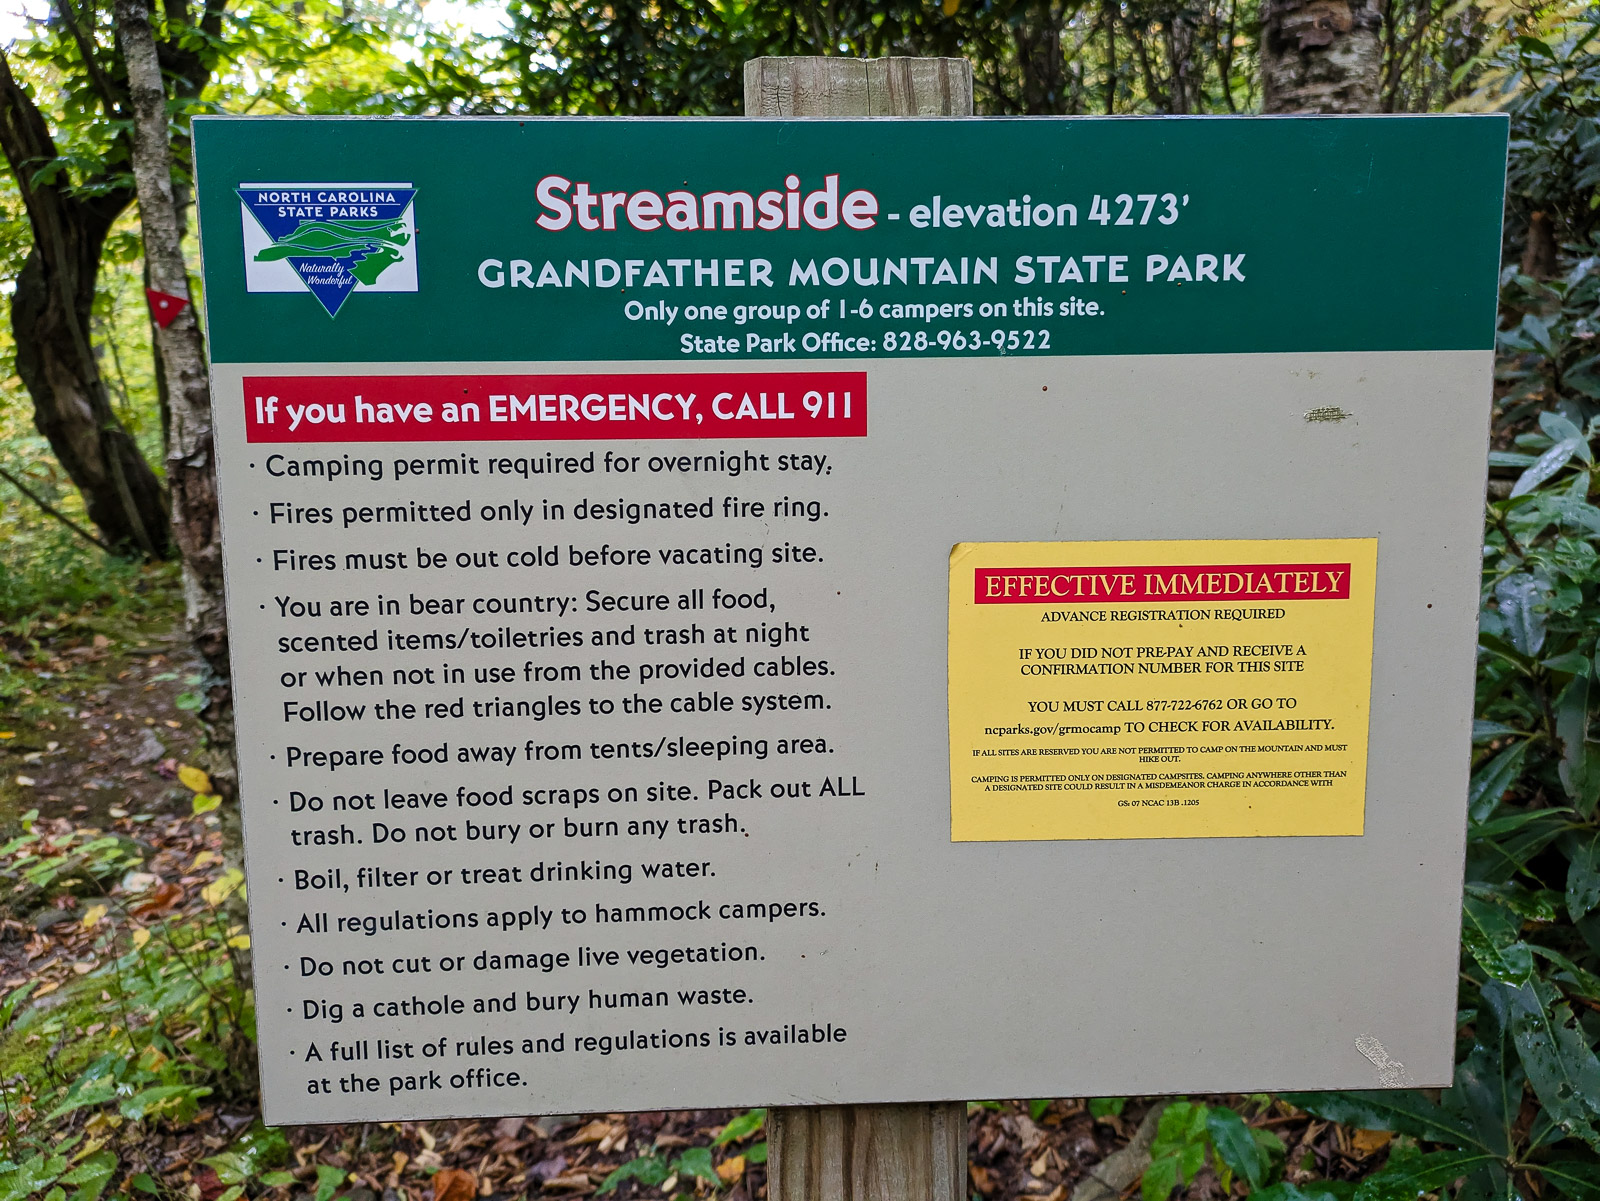 NORTH CAROLINA
STATE PARKS
Naturally
Wonderful
Streamside - elevation 4273'
GRANDFATHER MOUNTAIN STATE PARK
Only one group of 1-6 campers on this site.
State Park Office: 828-963-9522
If you have an EMERGENCY, CALL 911
· Camping permit required for overnight stay.
· Fires permitted only in designated fire ring.
· Fires must be out cold before vacating site.
· You are in bear country: Secure all food,
scented items/toiletries and trash at night
or when not in use from the provided cables.
Follow the red triangles to the cable system.
· Prepare food away from tents/sleeping area.
· Do not leave food scraps on site. Pack out ALL
trash. Do not bury or burn any trash.
· Boil, filter or treat drinking water.
· All regulations apply to hammock campers.
· Do not cut or damage live vegetation.
· Dig a cathole and bury human waste.
· A full list of rules and regulations is available
at the park office.
EFFECTIVE IMMEDIATELY
ADVANCE REGISTRATION REQUIRED
IF YOU DID NOT PRE-PAY AND RECEIVE A
CONFIRMATION NUMBER FOR THIS SITE
YOU MUST CALL 877-722-6762 OR GO TO
ncparks.gov/grmocamp TO CHECK FOR AVAILABILITY.
IF ALL SITES ARE RESERVED YOU ARE NOT PERMITTED TO CAMP ON THE MOUNTAIN AND MUST
HIKE OUT.
CAMPING IS PERMITTED ONLY ON DESIGNATED CAMPSITES. CAMPING ANYWHERE OTHER THAN
A DESIGNATED SITE COULD RESULT IN A MISDEMEANOR CHARGE IN ACCORDANCE WITH
GS: 07 NCAC 13B .1205